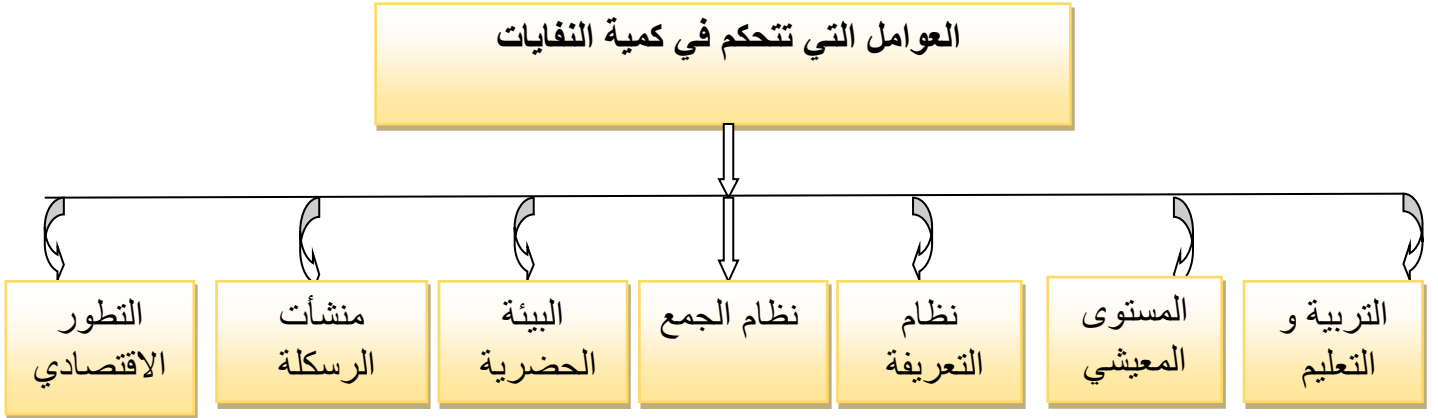 العوامل التي تتحكم في كمية النفايات
التربية و
التعليم
المستوى
المعيشي
نظام
التعريفة
نظام الجمع
البيئة
الحضرية
منشأت
الرسكلة
التطور
الاقتصادي